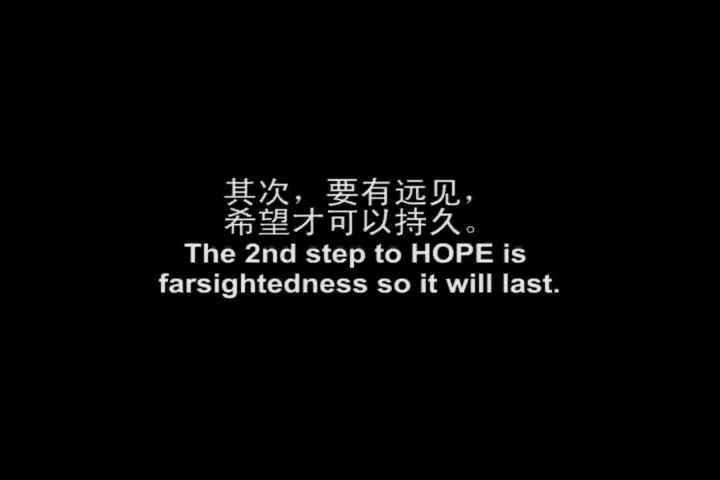 其次，要有远见，
希望才可以持久。
The 2nd step to HOPE is
farsightedness so it will last.